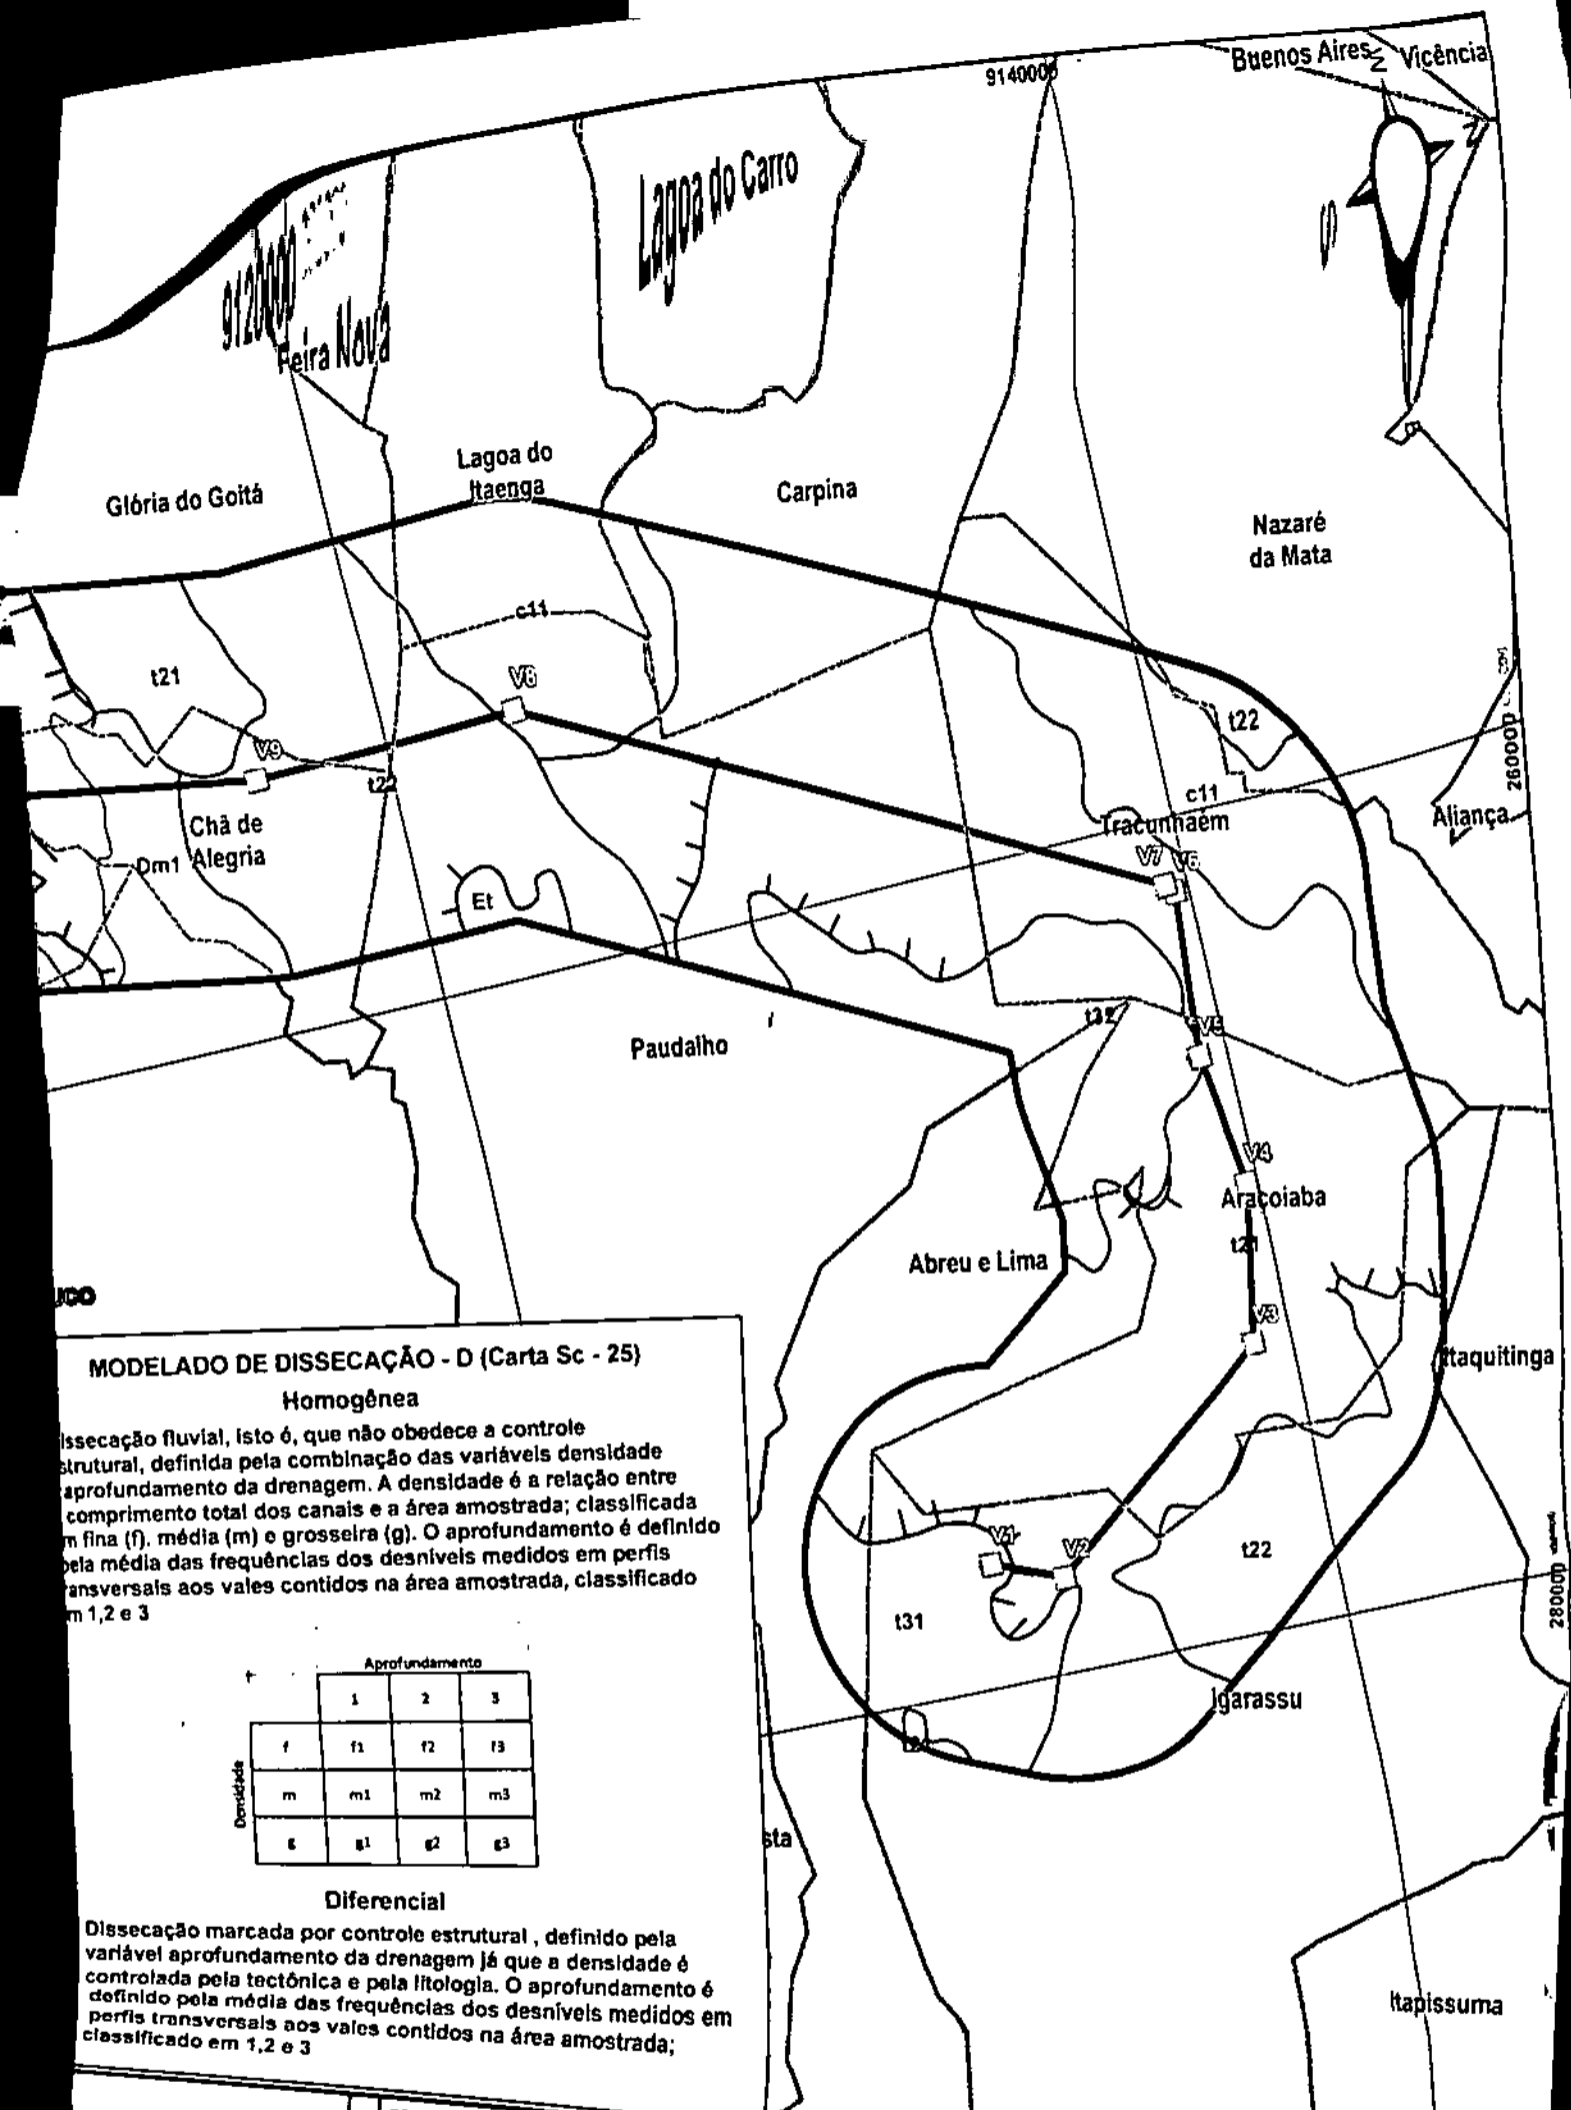 Buenos Aires
Vicência
9140000
Lagoa do Carro
9120000
Feira Nova
Lagoa do
Itaenga
Glória do Goitá
Carpina
Nazaré
da Mata
c11
t21
V8
t22
260000
V9
c11
t22
Tracunhaém
Aliança
Chã de
Alegria
V7
V6
Dm1
Et
V5
Paudalho
V4
Araçoiaba
t21
Abreu e Lima
V3
Itaquitinga
MODELADO DE DISSECAÇÃO - D (Carta Sc - 25)
Homogênea
issecação fluvial, isto é, que não obedece a controle
strutural, definida pela combinação das variáveis densidade
aprofundamento da drenagem. A densidade é a relação entre
comprimento total dos canais e a área amostrada; classificada
m fina (f), média (m) e grosseira (g). O aprofundamento é definido
pela média das frequências dos desníveis medidos em perfis
ansversais aos vales contidos na área amostrada, classificado
m 1,2 e 3
V1
V2
t22
280000
t31
Igarassu
Aprofundamento
1 2 3
Densidade
f f1 f2 f3
m m1 m2 m3
g g1 g2 g3
sta
Diferencial
Dissecação marcada por controle estrutural , definido pela
variável aprofundamento da drenagem já que a densidade é
controlada pela tectônica e pela litologia. O aprofundamento é
definido pela média das frequências dos desníveis medidos em
perfis transversais aos vales contidos na área amostrada;
classificado em 1,2 e 3
Itapissuma